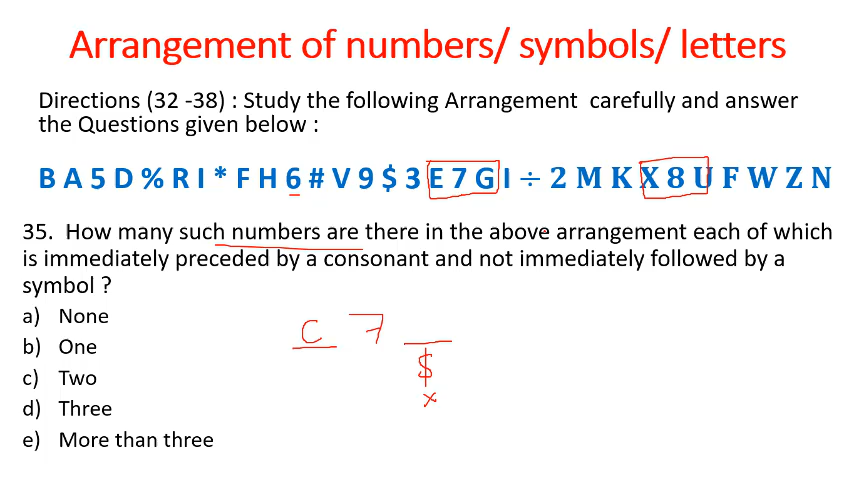 Arrangement of numbers/ symbols/ letters
Directions (32 -38) : Study the following Arrangement carefully and answer
the Questions given below :
B A 5 D % R I * F H 6 # V 9 $ 3 E 7 G I ÷ 2 M K X 8 U F W Z N
35. How many such numbers are there in the above arrangement each of which
is immediately preceded by a consonant and not immediately followed by a
symbol ?
a) None
b) One
c) Two
d) Three
e) More than three
C 7
$
x